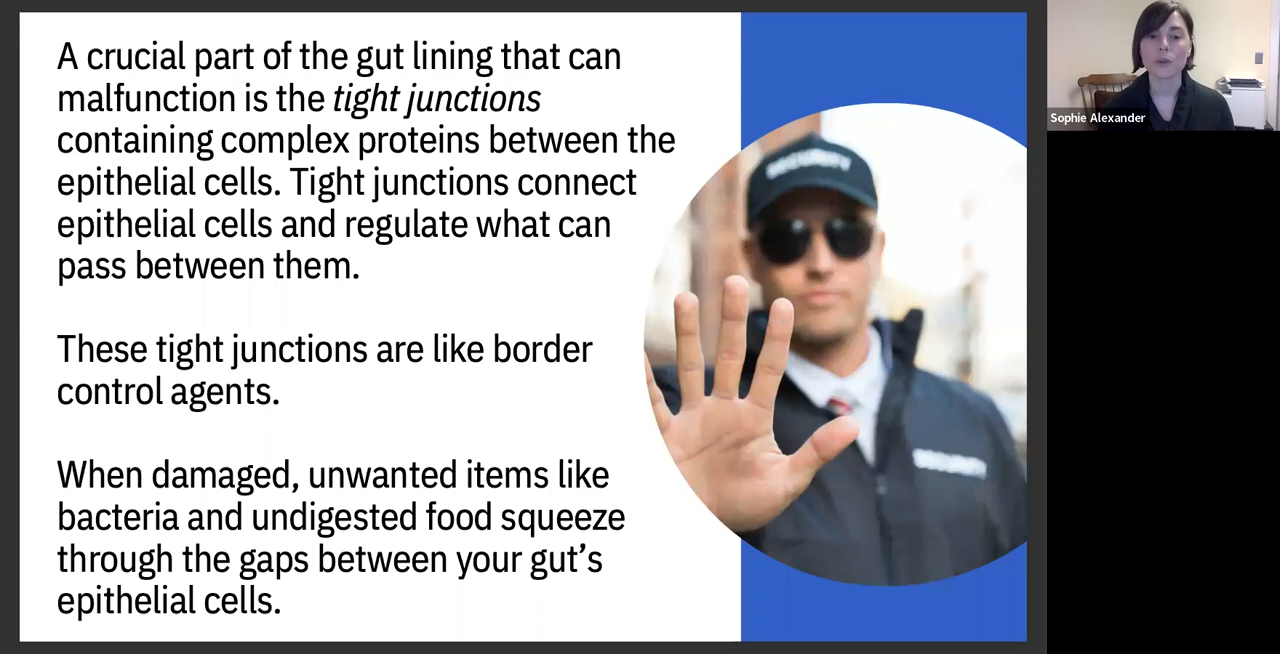 A crucial part of the gut lining that can
malfunction is the tight junctions
containing complex proteins between the
epithelial cells. Tight junctions connect
epithelial cells and regulate what can
pass between them.
These tight junctions are like border
control agents.
When damaged, unwanted items like
bacteria and undigested food squeeze
through the gaps between your gut’s
epithelial cells.
SECURITY
SECURITY
Sophie Alexander